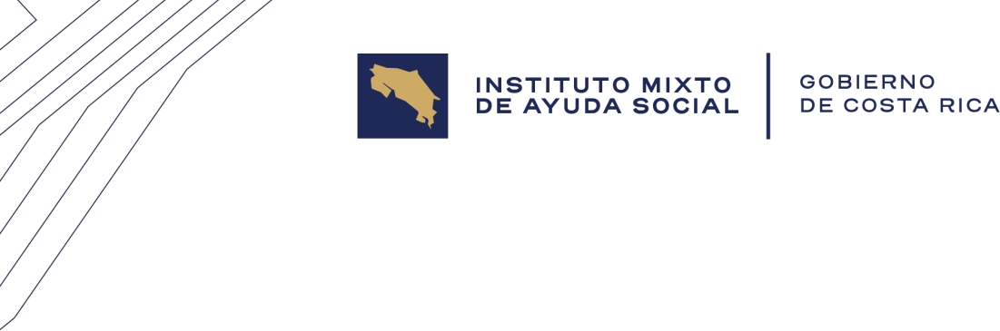 INSTITUTO MIXTO
DE AYUDA SOCIAL
GOBIERNO
DE COSTA RICA